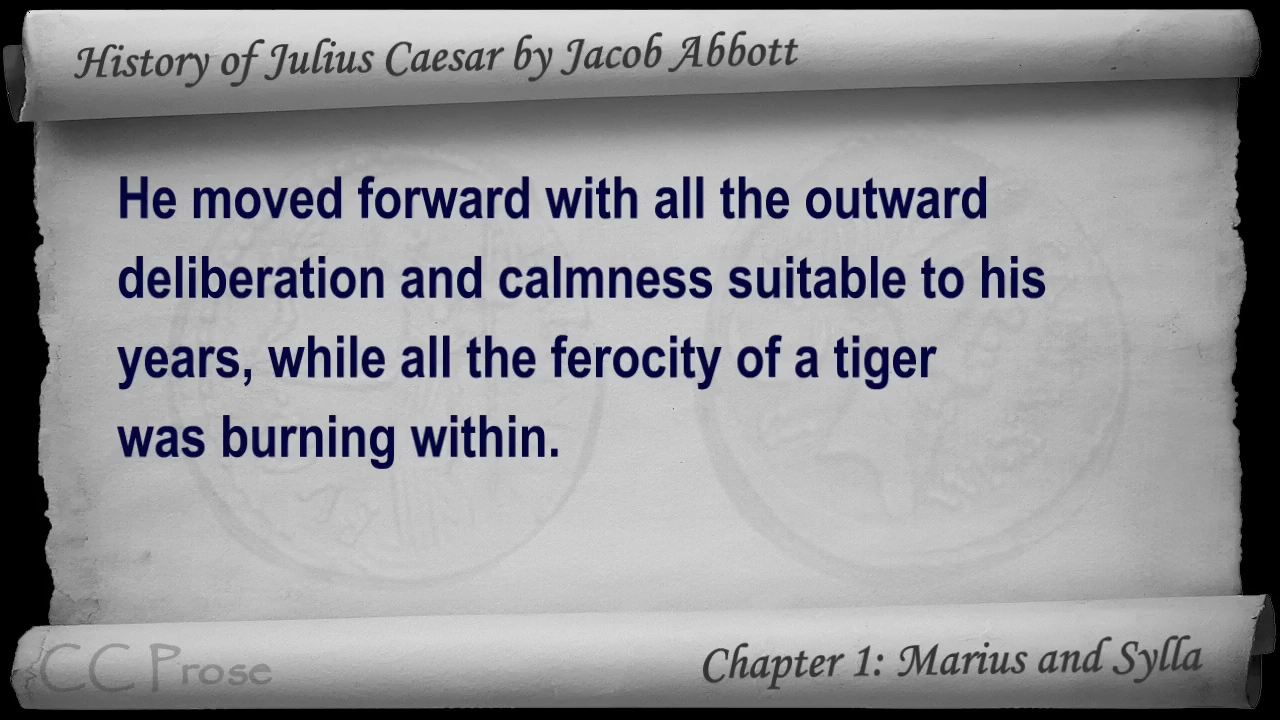 History of Julius Caesar by Jacob Abbott
He moved forward with all the outward
deliberation and calmness suitable to his
years, while all the ferocity of a tiger
was burning within.
CC Prose
Chapter 1: Marius and Sylla